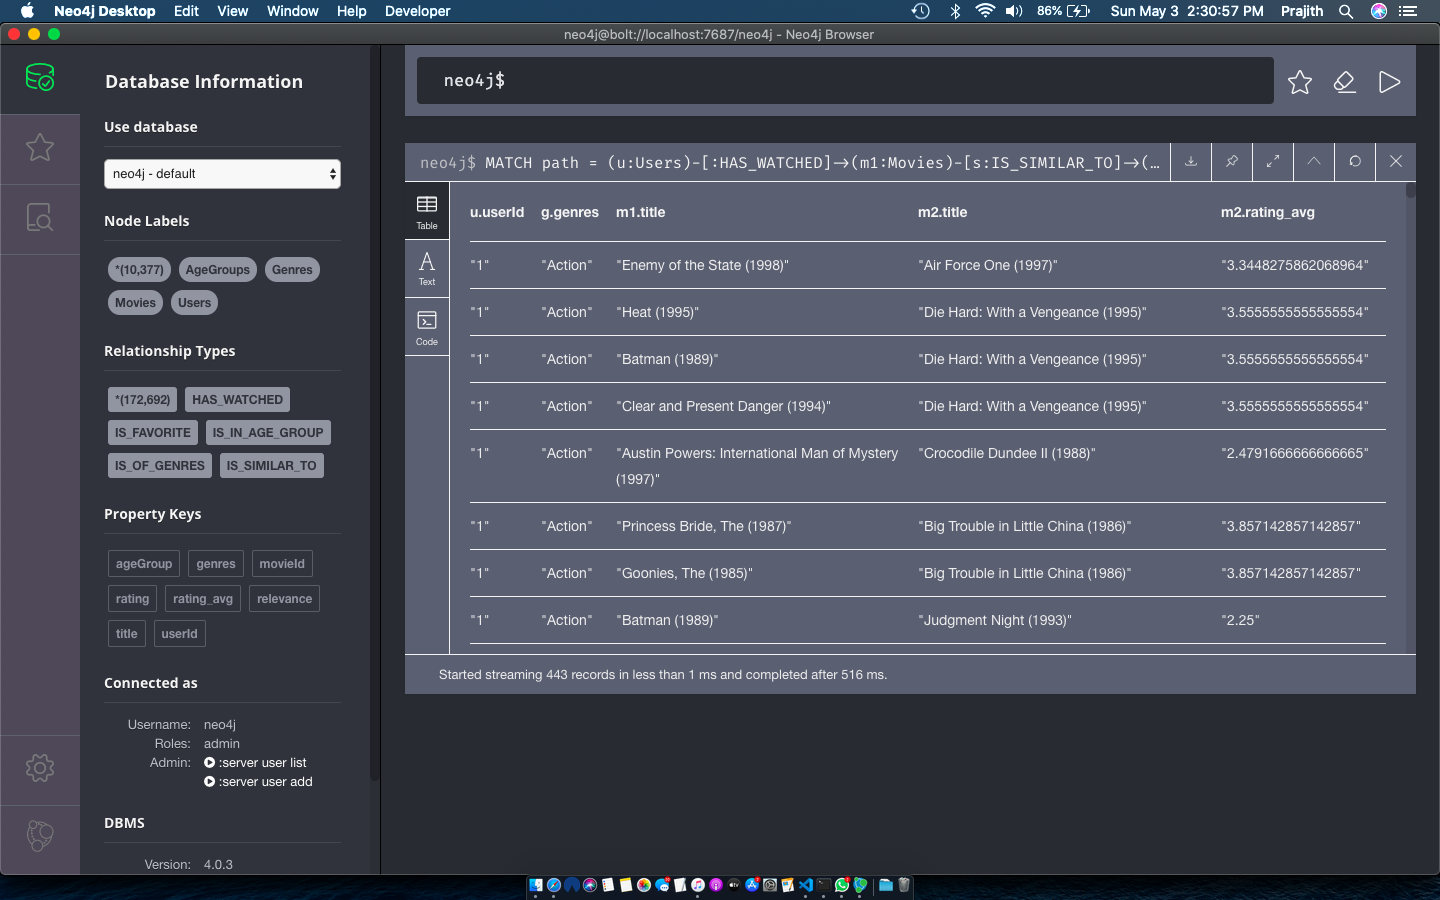 Neo4j Desktop Edit View Window Help Developer 86% Sun May 3 2:30:57 PM Prajith
neo4j@bolt://localhost:7687/neo4j - Neo4j Browser
Database Information
Use database
neo4j - default
Node Labels
*(10,377) AgeGroups Genres
Movies Users
Relationship Types
*(172,692) HAS_WATCHED
IS_FAVORITE IS_IN_AGE_GROUP
IS_OF_GENRES IS_SIMILAR_TO
Property Keys
ageGroup genres movieId
rating rating_avg relevance
title userId
Connected as
Username: neo4j
Roles: admin
Admin: :server user list
:server user add
DBMS
Version: 4.0.3
neo4j$
neo4j$ MATCH path = (u:Users)-[:HAS_WATCHED]→(m1:Movies)-[s:IS_SIMILAR_TO]→(…
Table
Text
Code
u.userId g.genres m1.title m2.title m2.rating_avg
"1" "Action" "Enemy of the State (1998)" "Air Force One (1997)" "3.3448275862068964"
"1" "Action" "Heat (1995)" "Die Hard: With a Vengeance (1995)" "3.5555555555555554"
"1" "Action" "Batman (1989)" "Die Hard: With a Vengeance (1995)" "3.5555555555555554"
"1" "Action" "Clear and Present Danger (1994)" "Die Hard: With a Vengeance (1995)" "3.5555555555555554"
"1" "Action" "Austin Powers: International Man of Mystery "Crocodile Dundee II (1988)" "2.4791666666666665"
(1997)"
"1" "Action" "Princess Bride, The (1987)" "Big Trouble in Little China (1986)" "3.857142857142857"
"1" "Action" "Goonies, The (1985)" "Big Trouble in Little China (1986)" "3.857142857142857"
"1" "Action" "Batman (1989)" "Judgment Night (1993)" "2.25"
Started streaming 443 records in less than 1 ms and completed after 516 ms.